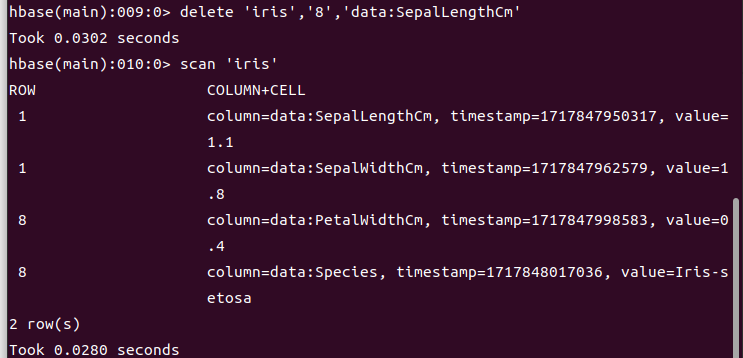 hbase(main):009:0> delete 'iris','8','data:SepalLengthCm'
Took 0.0302 seconds
hbase(main):010:0> scan 'iris'
ROW                   COLUMN+CELL
 1                    column=data:SepalLengthCm, timestamp=1717847950317, value=
                      1.1
 1                    column=data:SepalWidthCm, timestamp=1717847962579, value=1
                      .8
 8                    column=data:PetalWidthCm, timestamp=1717847998583, value=0
                      .4
 8                    column=data:Species, timestamp=1717848017036, value=Iris-s
                      etosa
2 row(s)
Took 0.0280 seconds